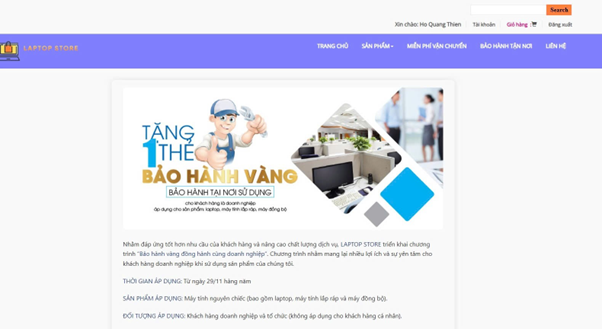 Search
Xin chào: Ho Quang Thien
Tài khoản
Giỏ hàng
Đăng xuất
LAPTOP STORE
TRANG CHỦ
SẢN PHẨM
MIỄN PHÍ VẬN CHUYỂN
BẢO HÀNH TẬN NƠI
LIÊN HỆ
TẶNG
1 THẺ
BẢO HÀNH VÀNG
BẢO HÀNH TẠI NƠI SỬ DỤNG
cho khách hàng là doanh nghiệp
áp dụng cho sản phẩm laptop, máy tính lắp ráp, máy đồng bộ
Nhằm đáp ứng tốt hơn nhu cầu của khách hàng và nâng cao chất lượng dịch vụ, LAPTOP STORE triển khai chương
trình "Bảo hành vàng đồng hành cùng doanh nghiệp". Chương trình nhằm mang lại nhiều lợi ích và sự yên tâm cho
khách hàng doanh nghiệp khi sử dụng sản phẩm của chúng tôi.
THỜI GIAN ÁP DỤNG: Từ ngày 29/11 hàng năm
SẢN PHẨM ÁP DỤNG: Máy tính nguyên chiếc (bao gồm laptop, máy tính lắp ráp và máy đồng bộ).
ĐỐI TƯỢNG ÁP DỤNG: Khách hàng doanh nghiệp và tổ chức (không áp dụng cho khách hàng cá nhân).